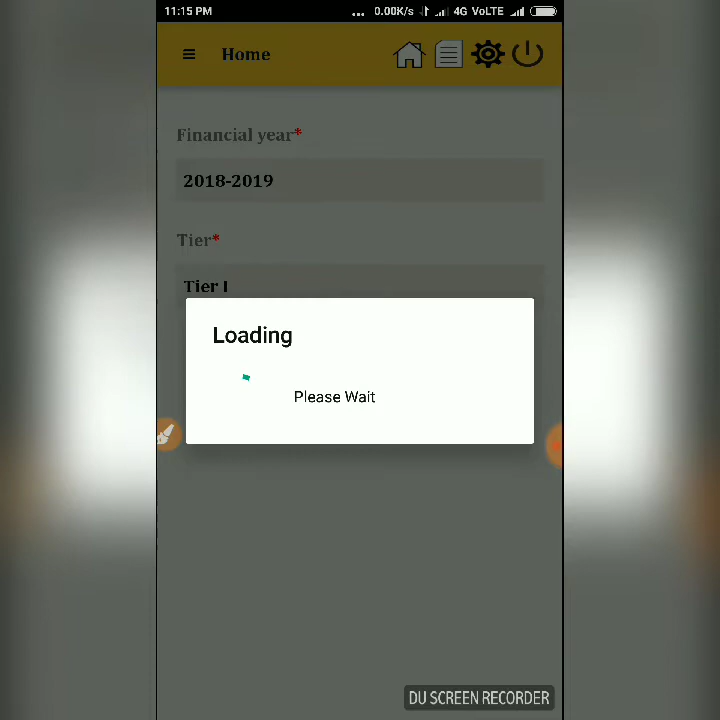 11:15 PM ... 0.00K/s 4G VoLTE
Home
Financial year*
2018-2019
Tier*
Tier I
Loading
Please Wait
DU SCREEN RECORDER